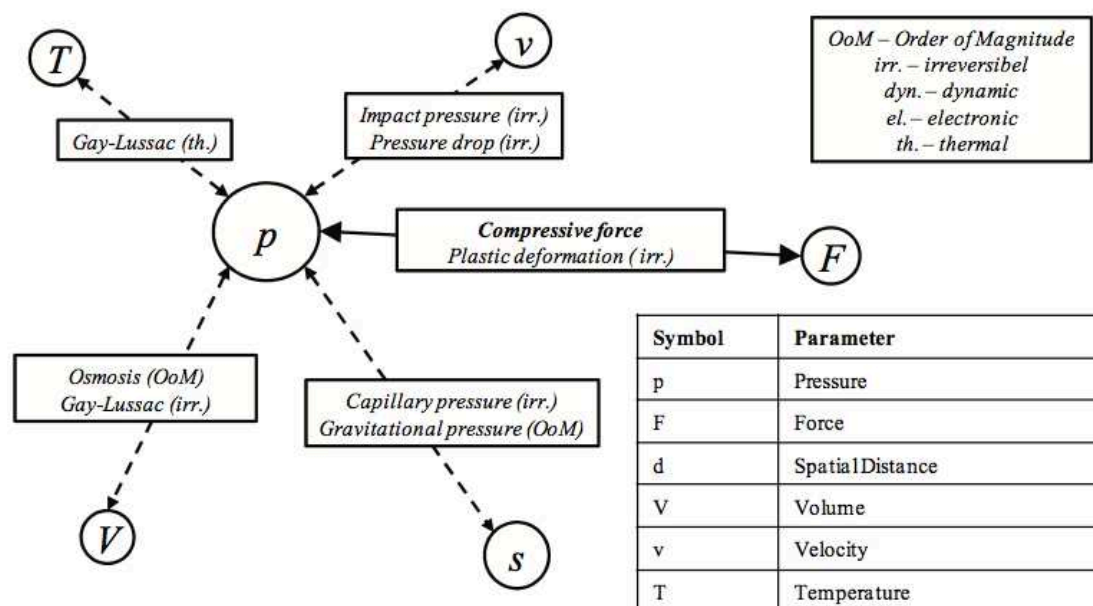 T
v
OoM – Order of Magnitude
irr. – irreversibel
dyn. – dynamic
el. – electronic
th. – thermal
Gay-Lussac (th.)
Impact pressure (irr.)
Pressure drop (irr.)
p
Compressive force
Plastic deformation ( irr.)
F
Osmosis (OoM)
Gay-Lussac (irr.)
Capillary pressure (irr.)
Gravitational pressure (OoM)
V
s
Symbol Parameter
p Pressure
F Force
d Spatial Distance
V Volume
v Velocity
T Temperature